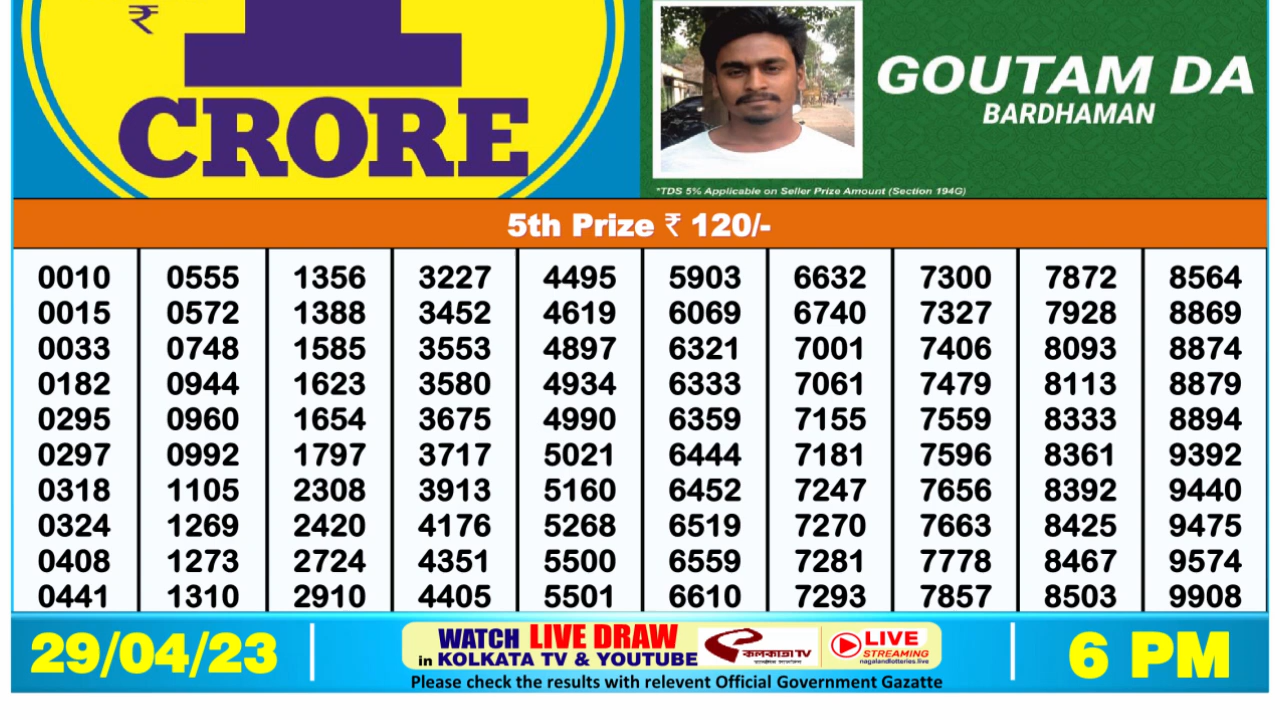 ₹ 1
CRORE
GOUTAM DA
BARDHAMAN
*TDS 5% Applicable on Seller Prize Amount (Section 194G)
5th Prize ₹ 120/-
0010 0555 1356 3227 4495 5903 6632 7300 7872 8564
0015 0572 1388 3452 4619 6069 6740 7327 7928 8869
0033 0748 1585 3553 4897 6321 7001 7406 8093 8874
0182 0944 1623 3580 4934 6333 7061 7479 8113 8879
0295 0960 1654 3675 4990 6359 7155 7559 8333 8894
0297 0992 1797 3717 5021 6444 7181 7596 8361 9392
0318 1105 2308 3913 5160 6452 7247 7656 8392 9440
0324 1269 2420 4176 5268 6519 7270 7663 8425 9475
0408 1273 2724 4351 5500 6559 7281 7778 8467 9574
0441 1310 2910 4405 5501 6610 7293 7857 8503 9908
29/04/23
WATCH LIVE DRAW
in KOLKATA TV & YOUTUBE
কলকাতা TV
LIVE
STREAMING
nagalandlotteries.live
6 PM
Please check the results with relevent Official Government Gazatte